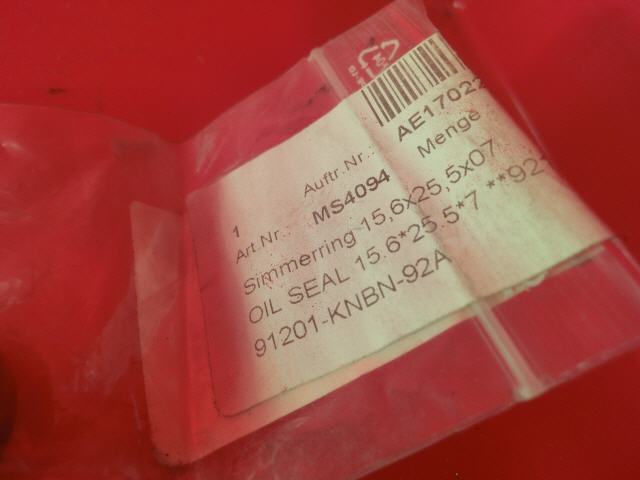 AE17022
Auftr.Nr.: Menge
1
Art.Nr.: MS4094
Simmerring 15,6x25,5x07
OIL SEAL 15.6*25.5*7 **92
91201-KNBN-92A